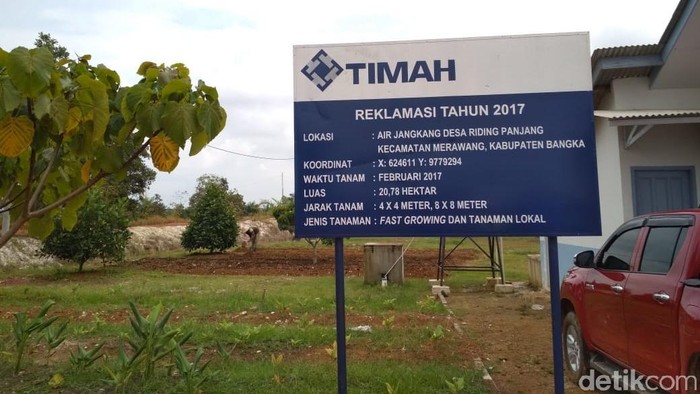 TIMAH
REKLAMASI TAHUN 2017
LOKASI : AIR JANGKANG DESA RIDING PANJANG
KECAMATAN MERAWANG, KABUPATEN BANGKA
KOORDINAT : X: 624611 Y: 9779294
WAKTU TANAM : FEBRUARI 2017
LUAS : 20,78 HEKTAR
JARAK TANAM : 4 X 4 METER, 8 X 8 METER
JENIS TANAMAN : FAST GROWING DAN TANAMAN LOKAL
detikcom